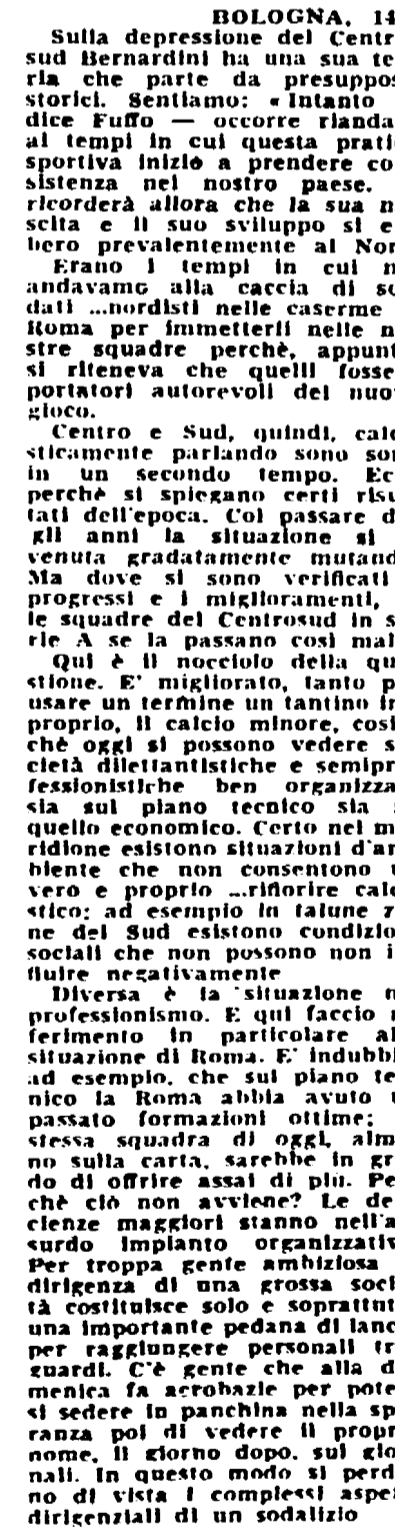 BOLOGNA, 14
Sulla depressione del Centr
sud Bernardini ha una sua te
ria che parte da presuppos
storici. Sentiamo: « Intanto
dice Fuffo — occorre rianda
ai tempi in cui questa prati
sportiva iniziò a prendere co
sistenza nel nostro paese.
ricorderà allora che la sua n
scita e il suo sviluppo si e
bero prevalentemente al Nor
Erano i tempi in cui n
andavamo alla caccia di so
dati ...nordisti nelle caserme
Roma per immetterli nelle n
stre squadre perchè, appunt
si riteneva che quelli fosse
portatori autorevoli del nuo
gioco.
Centro e Sud, quindi, calc
sticamente parlando sono sor
in un secondo tempo. Ec
perchè si spiegano certi risu
tati dell'epoca. Col passare d
gli anni la situazione si
venuta gradatamente mutand
Ma dove si sono verificati
progressi e i miglioramenti,
le squadre del Centrosud in s
rie A se la passano così mal
Qui è il nocciolo della qu
stione. E' migliorato, tanto p
usare un termine un tantino in
proprio, il calcio minore, cosi
chè oggi si possono vedere s
cietà dilettantistiche e semipr
fessionistiche ben organizza
sia sul piano tecnico sia s
quello economico. Certo nel m
ridione esistono situazioni d'am
biente che non consentono u
vero e proprio ...rifiorire calc
stico: ad esempio in talune z
ne del Sud esistono condizio
sociali che non possono non i
fluire negativamente
Diversa è la situazione n
professionismo. E qui faccio r
ferimento in particolare al
situazione di Roma. E' indubbi
ad esempio, che sul piano te
nico la Roma abbia avuto u
passato formazioni ottime;
stessa squadra di oggi, alm
no sulla carta, sarebbe in gr
do di offrire assai di più. Pe
chè ciò non avviene? Le de
cienze maggiori stanno nell'a
surdo impianto organizzativ
Per troppa gente ambiziosa
dirigenza di una grossa soci
tà costituisce solo e soprattut
una importante pedana di lanc
per raggiungere personali tr
guardi. C'è gente che alla d
menica fa acrobazie per pote
si sedere in panchina nella sp
ranza poi di vedere il propr
nome, il giorno dopo, sui gio
nali. In questo modo si perd
no di vista i complessi aspet
dirigenziali di un sodalizio